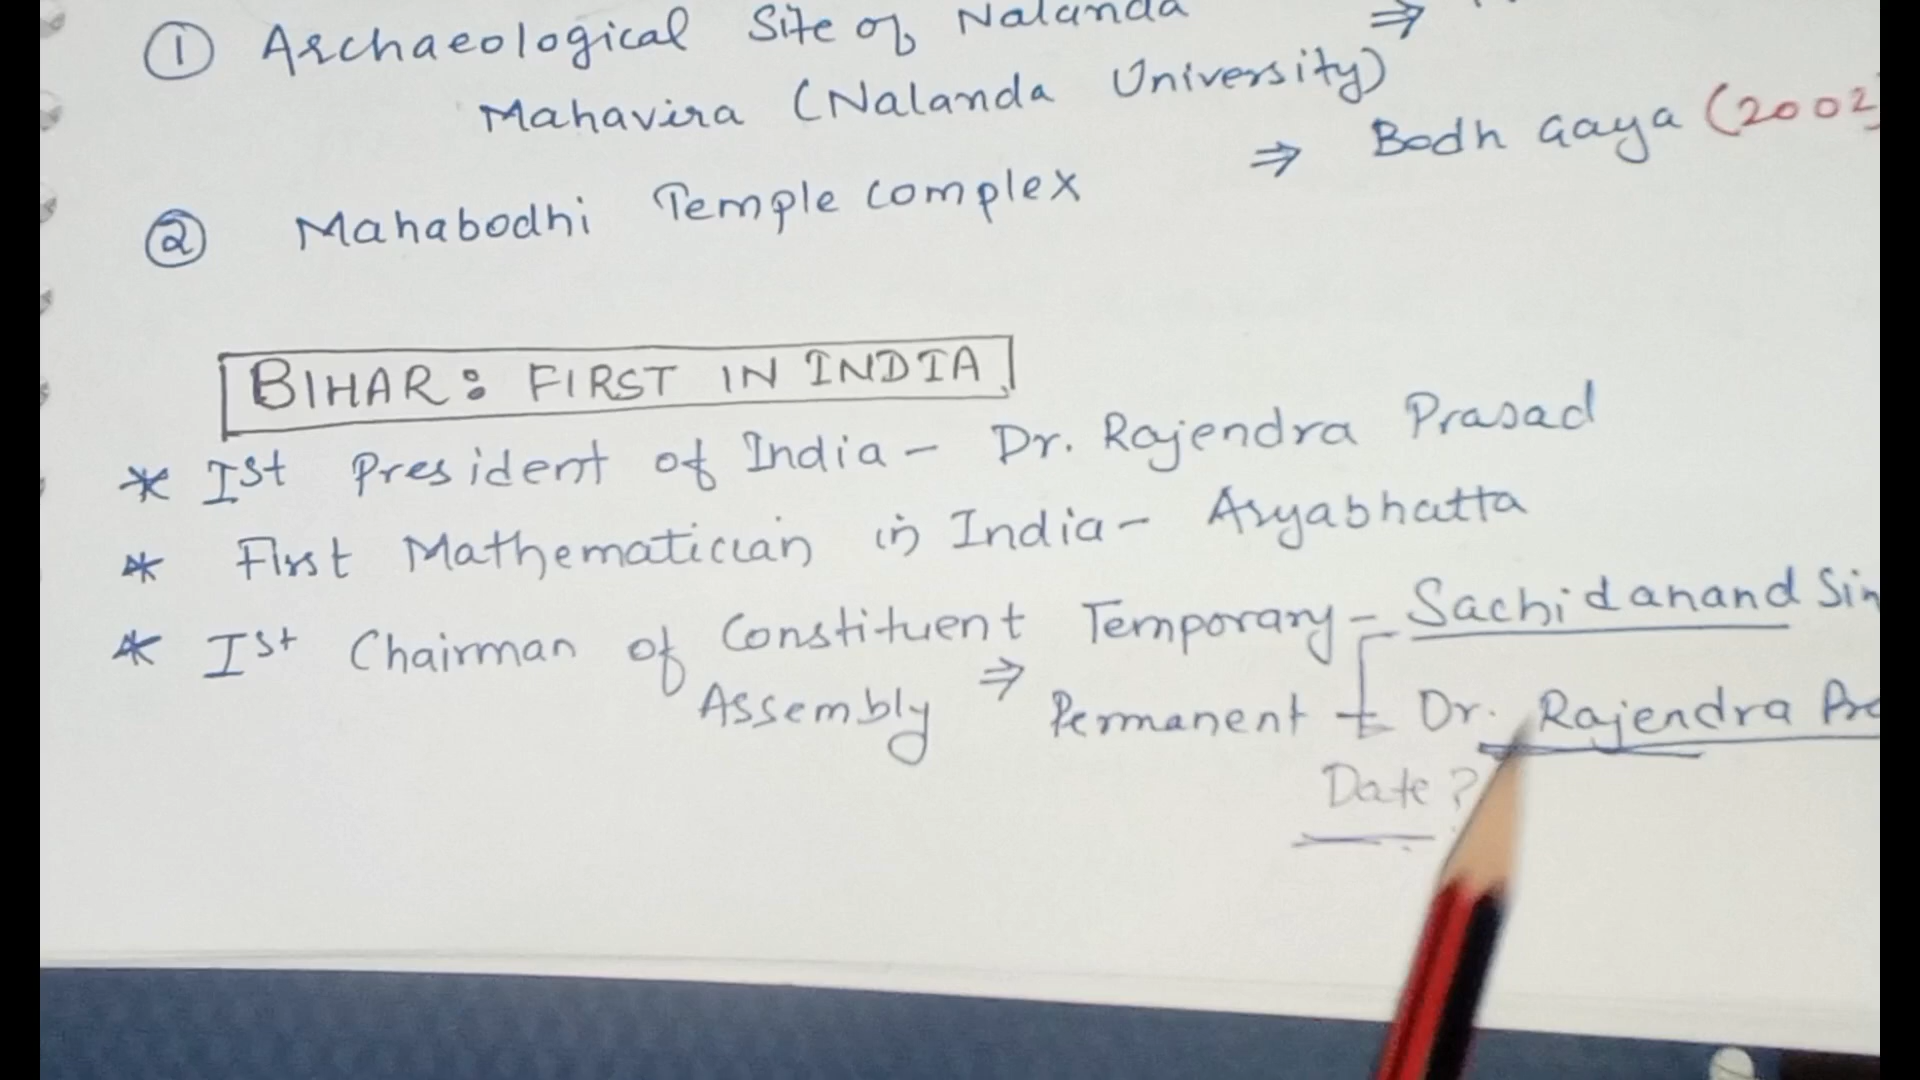 ① Archaeological Site of Nalanda ⇒
Mahavira (Nalanda University)
② Mahabodhi Temple complex ⇒ Bodh Gaya (2002)
BIHAR: FIRST IN INDIA
* Ist President of India - Dr. Rajendra Prasad
* First Mathematician in India - Aryabhatta
* Ist Chairman of Constituent Temporary - Sachidanand Sin
Assembly ⇒ Permanent - Dr. Rajendra Pra
Date?